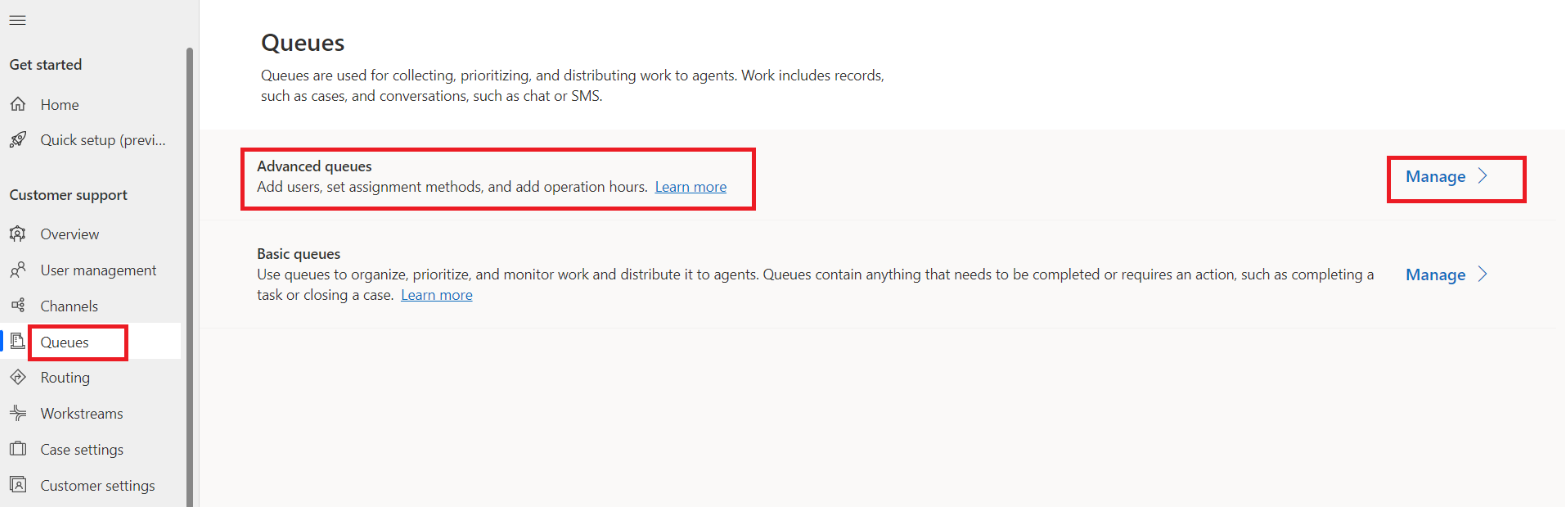 Get started
Home
Quick setup (previ...
Customer support
Overview
User management
Channels
Queues
Routing
Workstreams
Case settings
Customer settings
Queues
Queues are used for collecting, prioritizing, and distributing work to agents. Work includes records,
such as cases, and conversations, such as chat or SMS.
Advanced queues
Add users, set assignment methods, and add operation hours. Learn more
Manage
Basic queues
Use queues to organize, prioritize, and monitor work and distribute it to agents. Queues contain anything that needs to be completed or requires an action, such as completing a
task or closing a case. Learn more
Manage